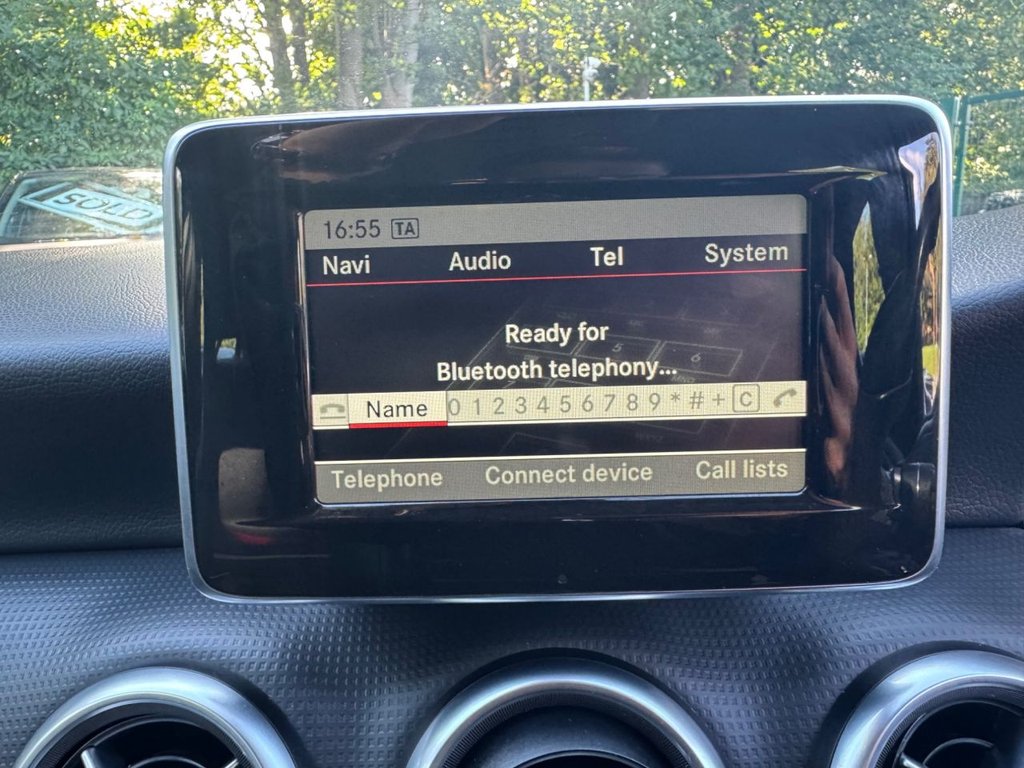 SOLD
16:55 TA
Navi Audio Tel System
Ready for
Bluetooth telephony...
Name 0 1 2 3 4 5 6 7 8 9 * # + C
Telephone Connect device Call lists